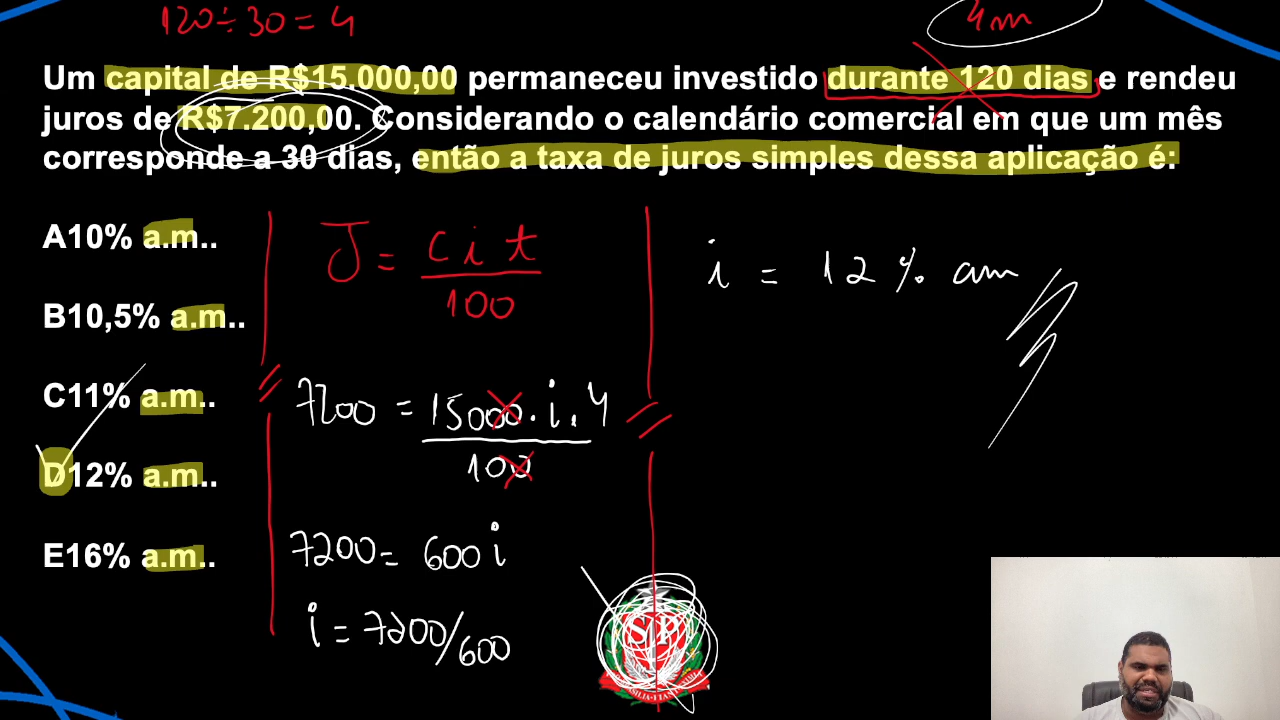 120÷30=4
4m
Um capital de R$15.000,00 permaneceu investido durante 120 dias e rendeu
juros de R$7.200,00. Considerando o calendário comercial em que um mês
corresponde a 30 dias, então a taxa de juros simples dessa aplicação é:
A10% a.m..
B10,5% a.m..
C11% a.m..
D12% a.m..
E16% a.m..
J = c i t
100
7200 = 15000 . i . 4
100
7200 = 600 i
i = 7200/600
i = 12 % am
SP